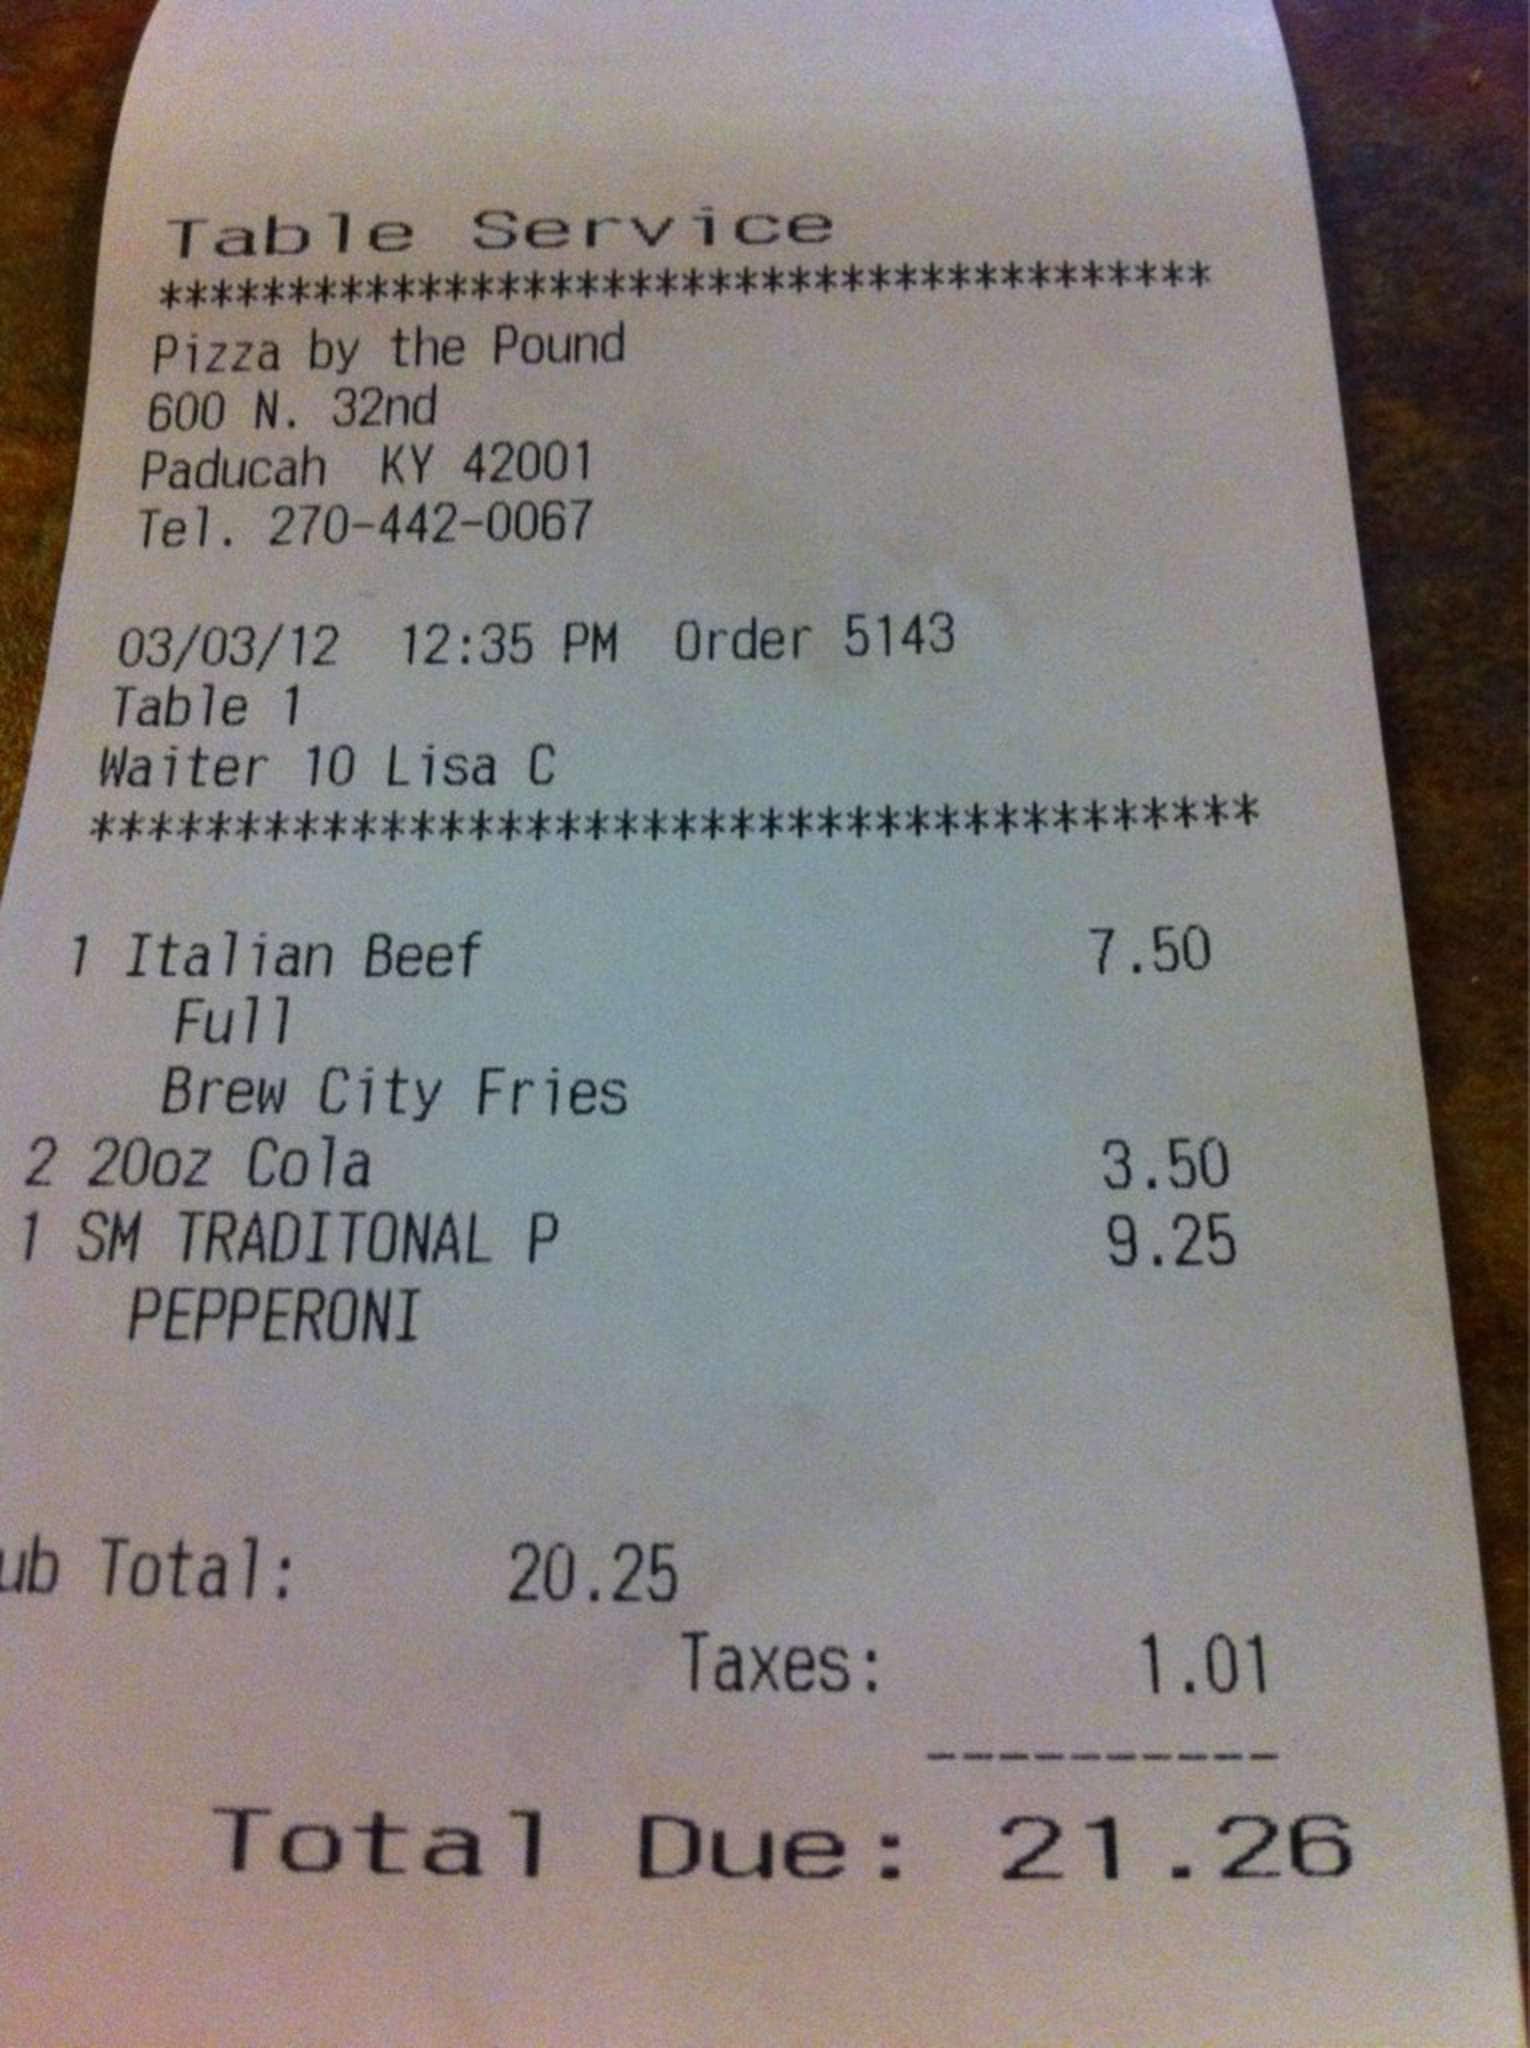 Table Service
*****************************************
Pizza by the Pound
600 N. 32nd
Paducah KY 42001
Tel. 270-442-0067
03/03/12 12:35 PM Order 5143
Table 1
Waiter 10 Lisa C
*****************************************
1 Italian Beef 7.50
Full
Brew City Fries
2 20oz Cola 3.50
1 SM TRADITONAL P 9.25
PEPPERONI
ub Total: 20.25
Taxes: 1.01
----------
Total Due: 21.26